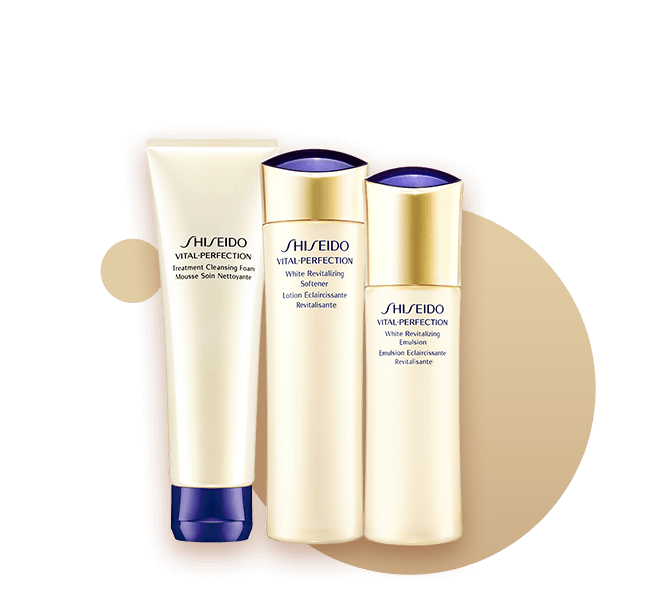 SHISEIDO
VITAL-PERFECTION
Treatment Cleansing Foam
Mousse Soin Nettoyante
SHISEIDO
VITAL-PERFECTION
White Revitalizing
Softener
Lotion Eclaircissante
Revitalisante
SHISEIDO
VITAL-PERFECTION
White Revitalizing
Emulsion
Emulsion Eclaircissante
Revitalisante